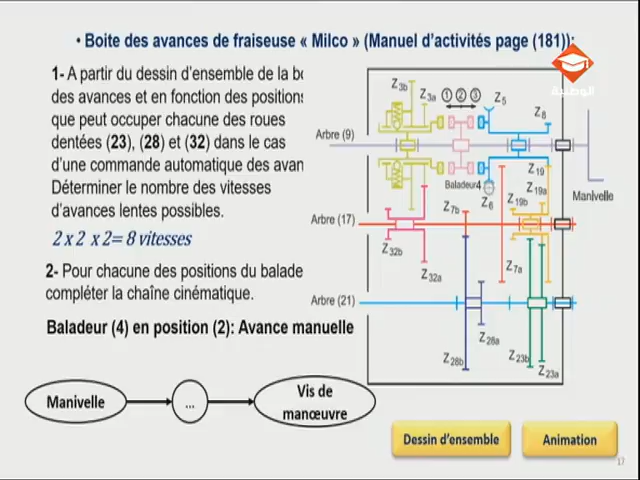 • Boite des avances de fraiseuse « Milco » (Manuel d'activités page (181)):
الوطنية
1- A partir du dessin d'ensemble de la bo
des avances et en fonction des positions
que peut occuper chacune des roues
dentées (23), (28) et (32) dans le cas
d'une commande automatique des avan
Déterminer le nombre des vitesses
d'avances lentes possibles.
2 x 2 x 2= 8 vitesses
2- Pour chacune des positions du balade
compléter la chaîne cinématique.
Baladeur (4) en position (2): Avance manuelle
Manivelle
...
Vis de
manœuvre
Z3b
Z3a
1 2 3
Z5
Z8
Arbre (9)
Baladeur4
Z19
Manivelle
Z19a
Z6
Z19b
Z7b
Arbre (17)
Z32b
Z32a
Z7a
Arbre (21)
Z28a
Z28b
Z23b
Z23a
Dessin d'ensemble
Animation
17